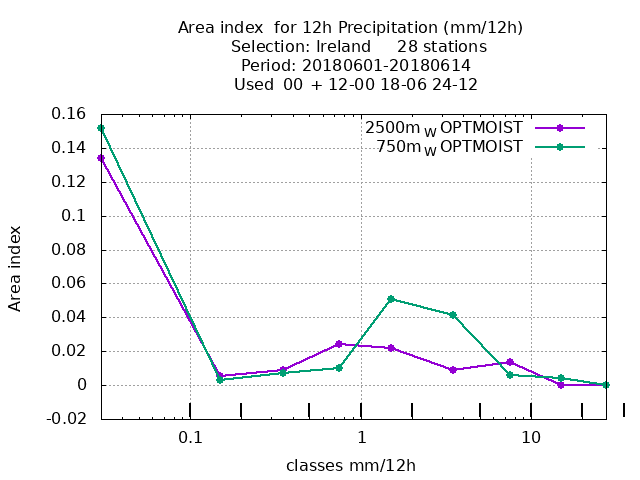 Area index for 12h Precipitation (mm/12h)
Selection: Ireland 28 stations
Period: 20180601-20180614
Used 00 + 12-00 18-06 24-12
2500m W OPTMOIST
750m W OPTMOIST
0.16
0.14
0.12
0.1
0.08
0.06
0.04
0.02
0
-0.02
Area index
0.1 1 10
classes mm/12h